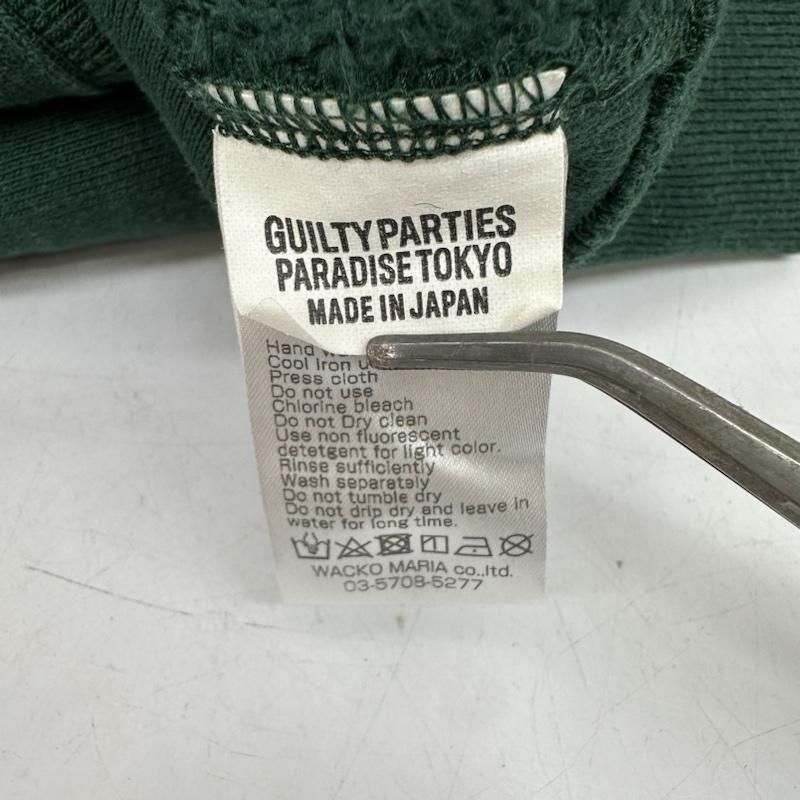 GUILTY PARTIES
PARADISE TOKYO
MADE IN JAPAN
Hand
Cool iron
Press cloth
Do not use
Chlorine bleach
Do not Dry clean
Use non fluorescent
detetgent for light color.
Rinse sufficiently
Wash separately
Do not tumble dry
Do not drip dry and leave in
water for long time.
WACKO MARIA co.,ltd.
03-5708-5277